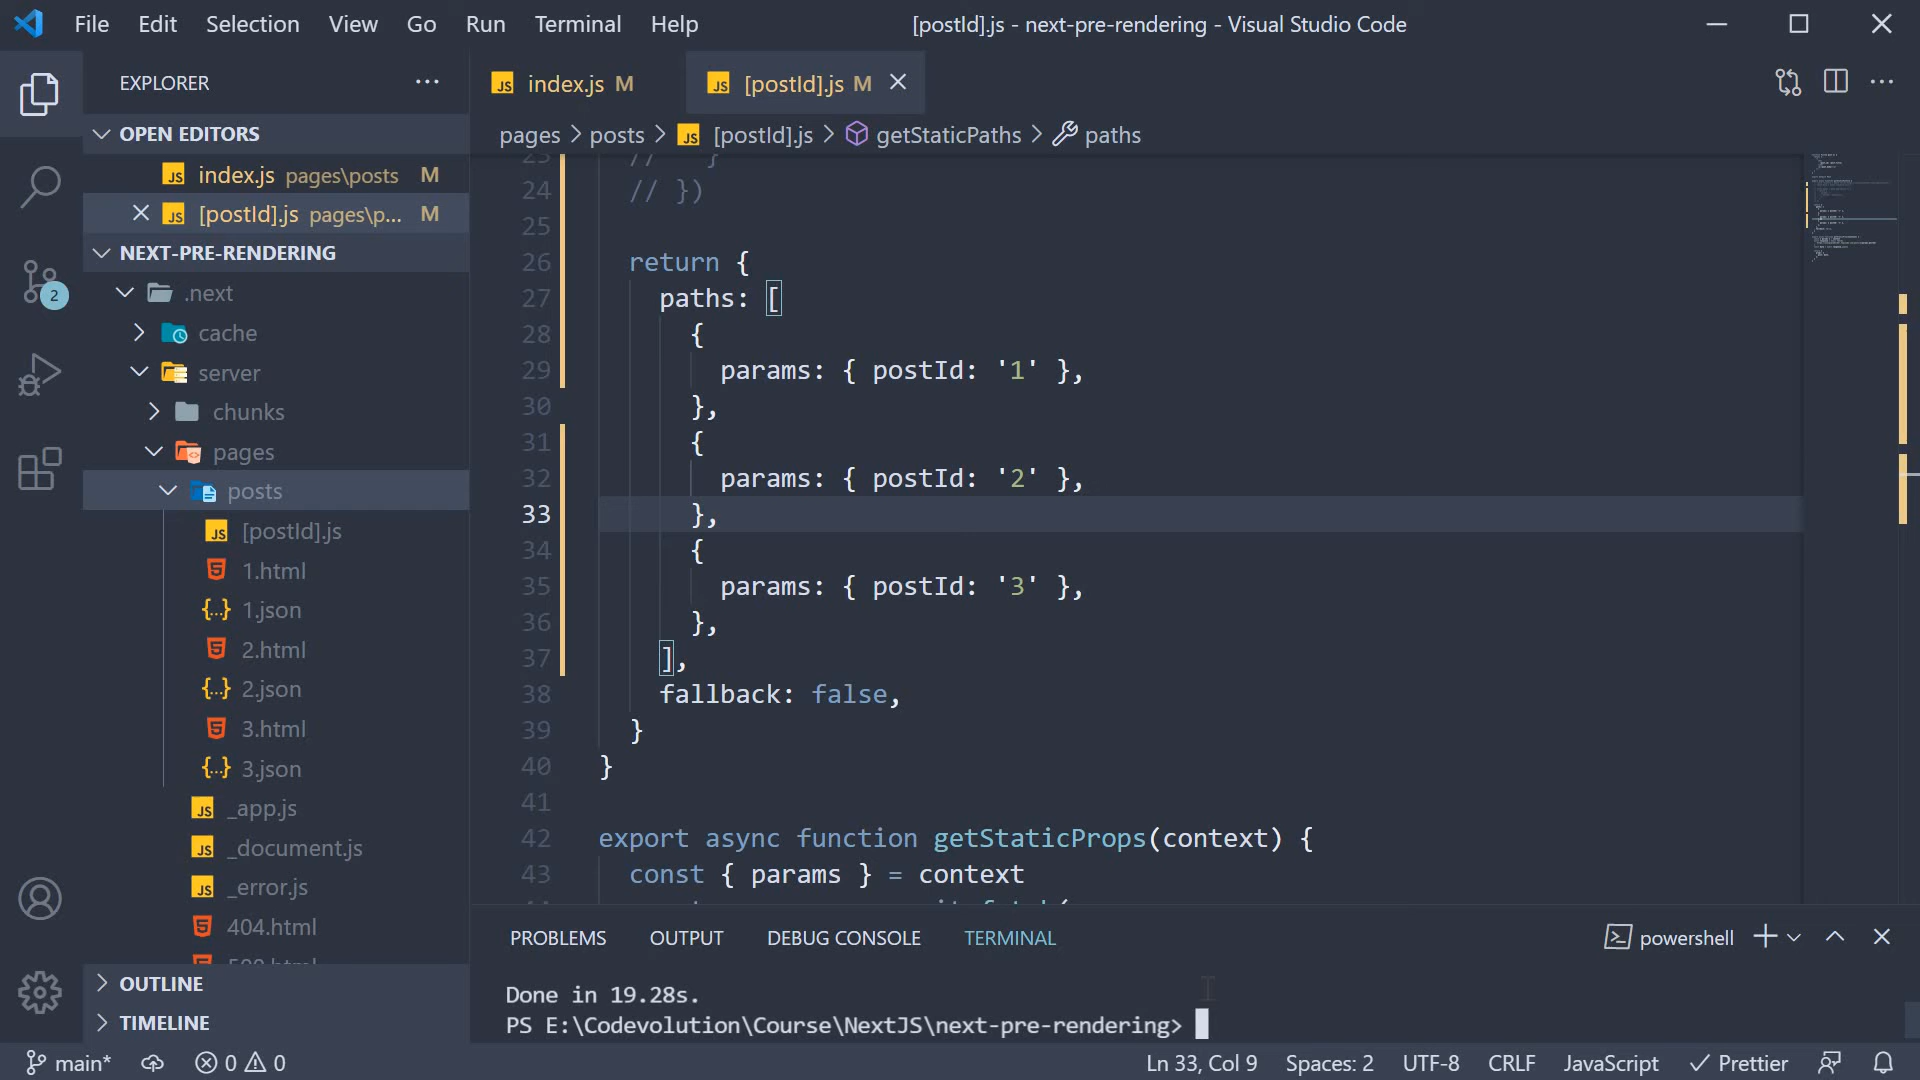 File Edit Selection View Go Run Terminal Help
[postId].js - next-pre-rendering - Visual Studio Code
EXPLORER
OPEN EDITORS
index.js pages\posts M
[postId].js pages\p... M
2
NEXT-PRE-RENDERING
.next
cache
server
chunks
pages
posts
[postId].js
1.html
1.json
2.html
2.json
3.html
3.json
_app.js
_document.js
_error.js
404.html
500.html
OUTLINE
TIMELINE
index.js M
[postId].js M
pages > posts > [postId].js > getStaticPaths > paths
23 // }
24 // })
25
26 return {
27 paths: [
28 {
29 params: { postId: '1' },
30 },
31 {
32 params: { postId: '2' },
33 },
34 {
35 params: { postId: '3' },
36 },
37 ],
38 fallback: false,
39 }
40 }
41
42 export async function getStaticProps(context) {
43 const { params } = context
PROBLEMS OUTPUT DEBUG CONSOLE TERMINAL
powershell
Done in 19.28s.
PS E:\Codevolution\Course\NextJS\next-pre-rendering>
main* 0 0
Ln 33, Col 9 Spaces: 2 UTF-8 CRLF JavaScript Prettier